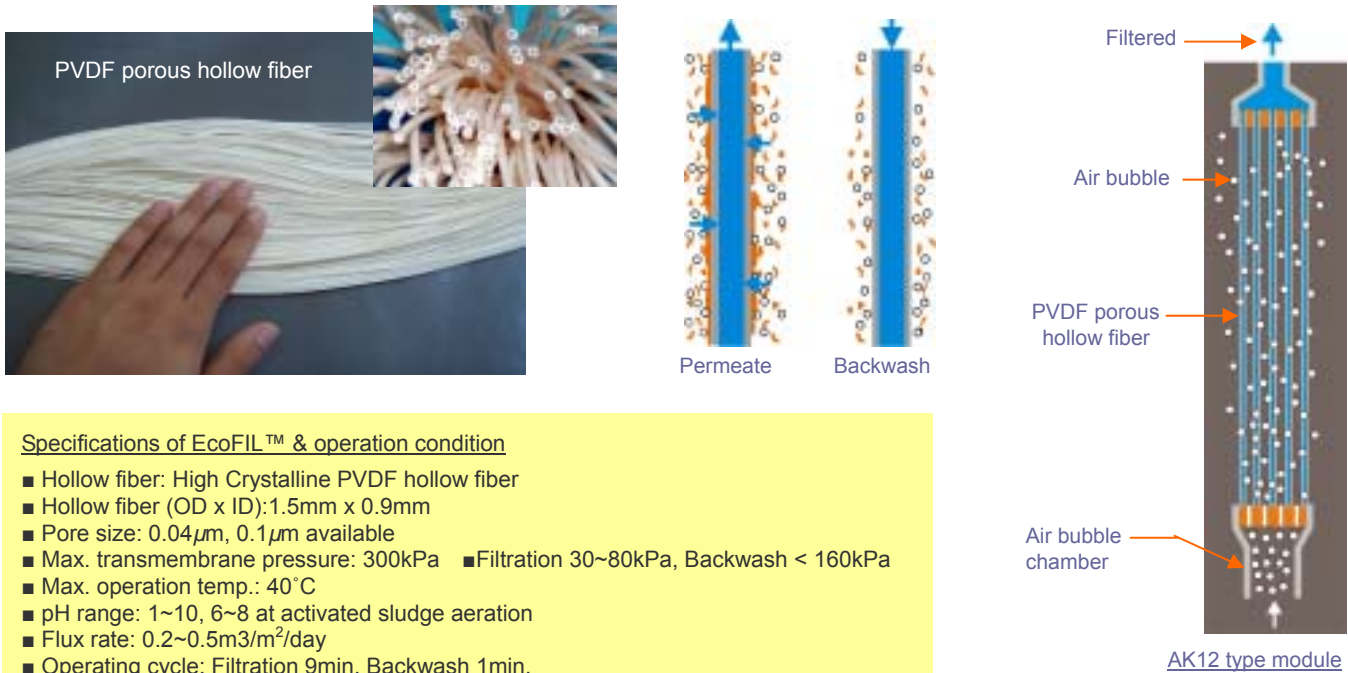 PVDF porous hollow fiber
Permeate
Backwash
Filtered
Air bubble
PVDF porous
hollow fiber
Air bubble
chamber
AK12 type module
Specifications of EcoFIL™ & operation condition
■ Hollow fiber: High Crystalline PVDF hollow fiber
■ Hollow fiber (OD x ID):1.5mm x 0.9mm
■ Pore size: 0.04µm, 0.1µm available
■ Max. transmembrane pressure: 300kPa ■Filtration 30~80kPa, Backwash < 160kPa
■ Max. operation temp.: 40˚C
■ pH range: 1~10, 6~8 at activated sludge aeration
■ Flux rate: 0.2~0.5m3/m²/day
■ Operating cycle: Filtration 9min, Backwash 1min.